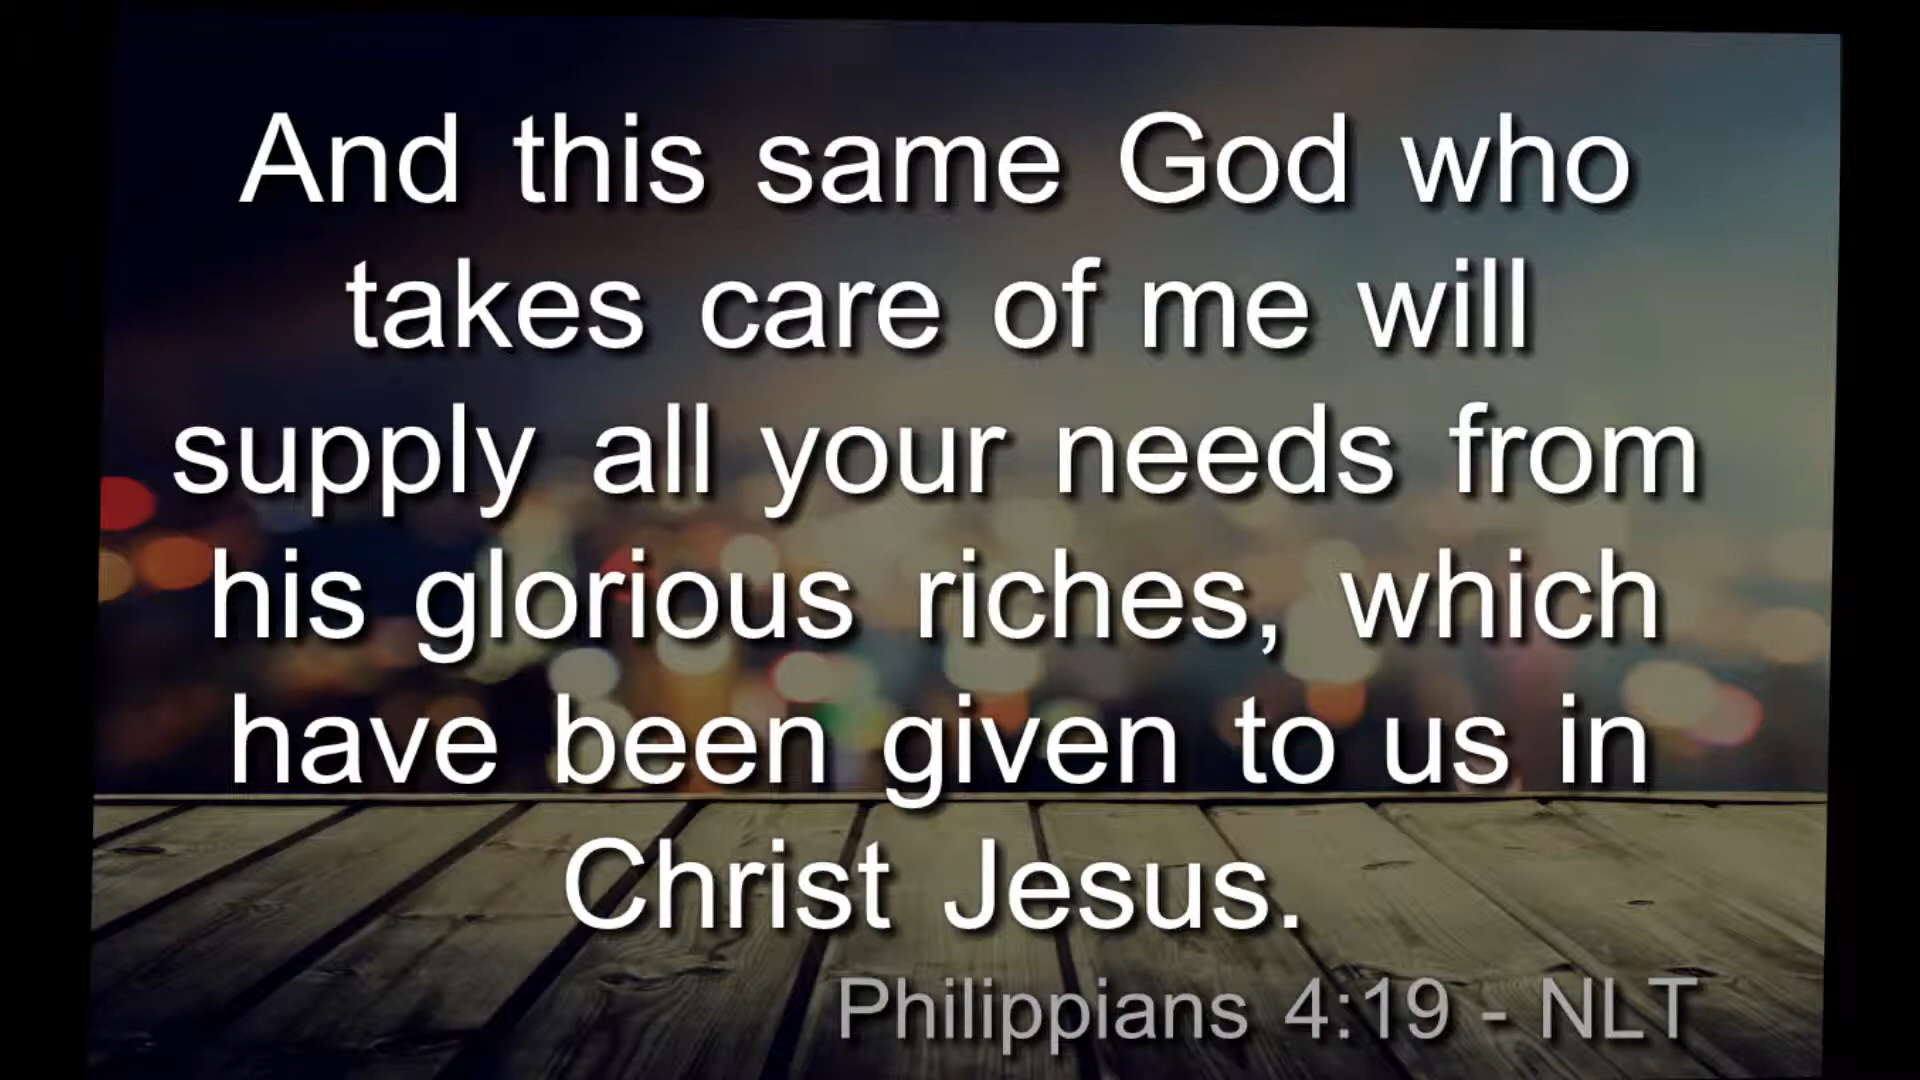 And this same God who
takes care of me will
supply all your needs from
his glorious riches, which
have been given to us in
Christ Jesus.
Philippians 4:19 - NLT